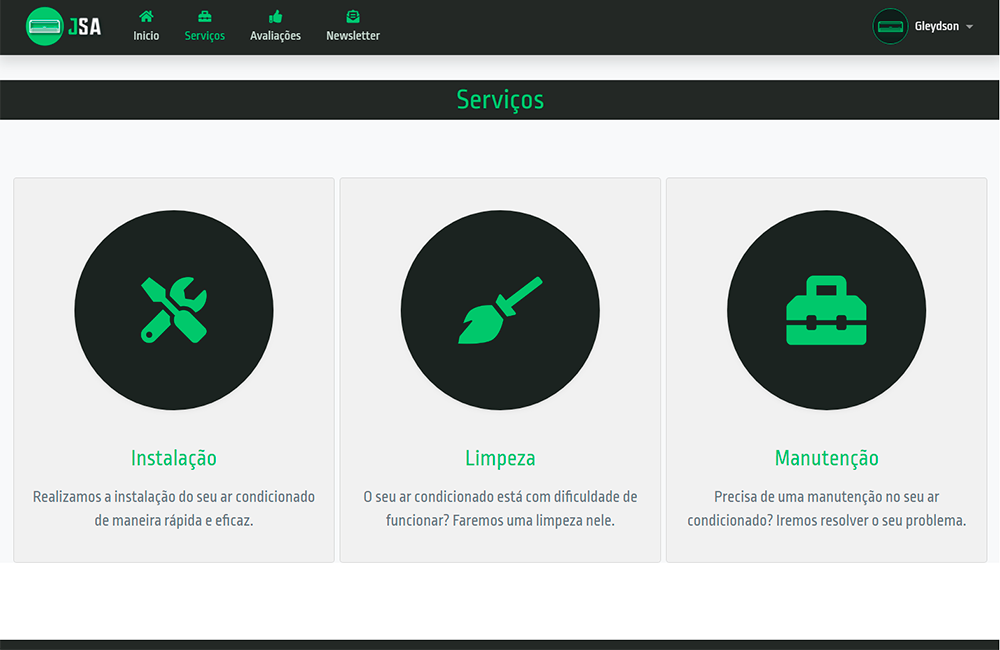 JSA
Inicio
Serviços
Avaliações
Newsletter
Gleydson
Serviços
Instalação
Realizamos a instalação do seu ar condicionado
de maneira rápida e eficaz.
Limpeza
O seu ar condicionado está com dificuldade de
funcionar? Faremos uma limpeza nele.
Manutenção
Precisa de uma manutenção no seu ar
condicionado? Iremos resolver o seu problema.